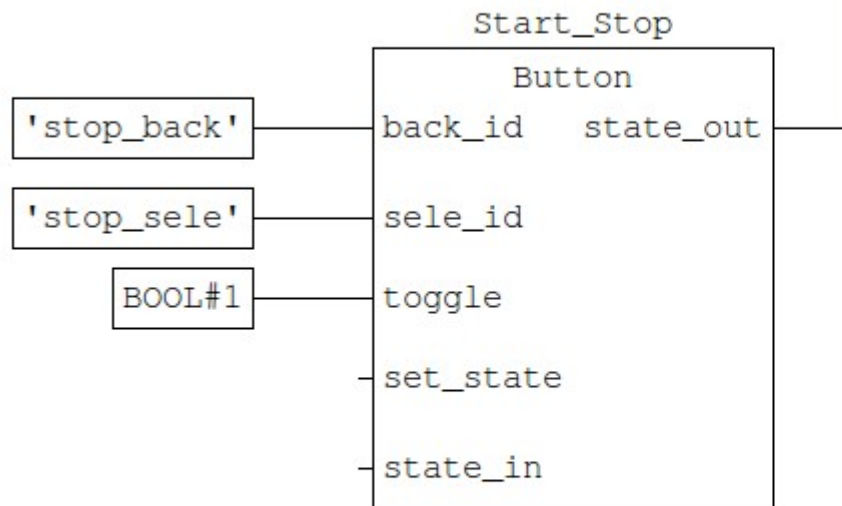 Start_Stop
Button
'stop_back' back_id state_out
'stop_sele' sele_id
BOOL#1 toggle
set_state
state_in